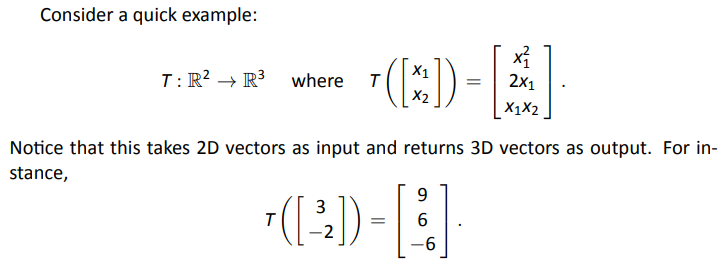 Consider a quick example:
T : ℝ² → ℝ³ where T([x₁; x₂]) = [x₁²; 2x₁; x₁x₂].
Notice that this takes 2D vectors as input and returns 3D vectors as output. For in-
stance,
T([3; −2]) = [9; 6; −6].